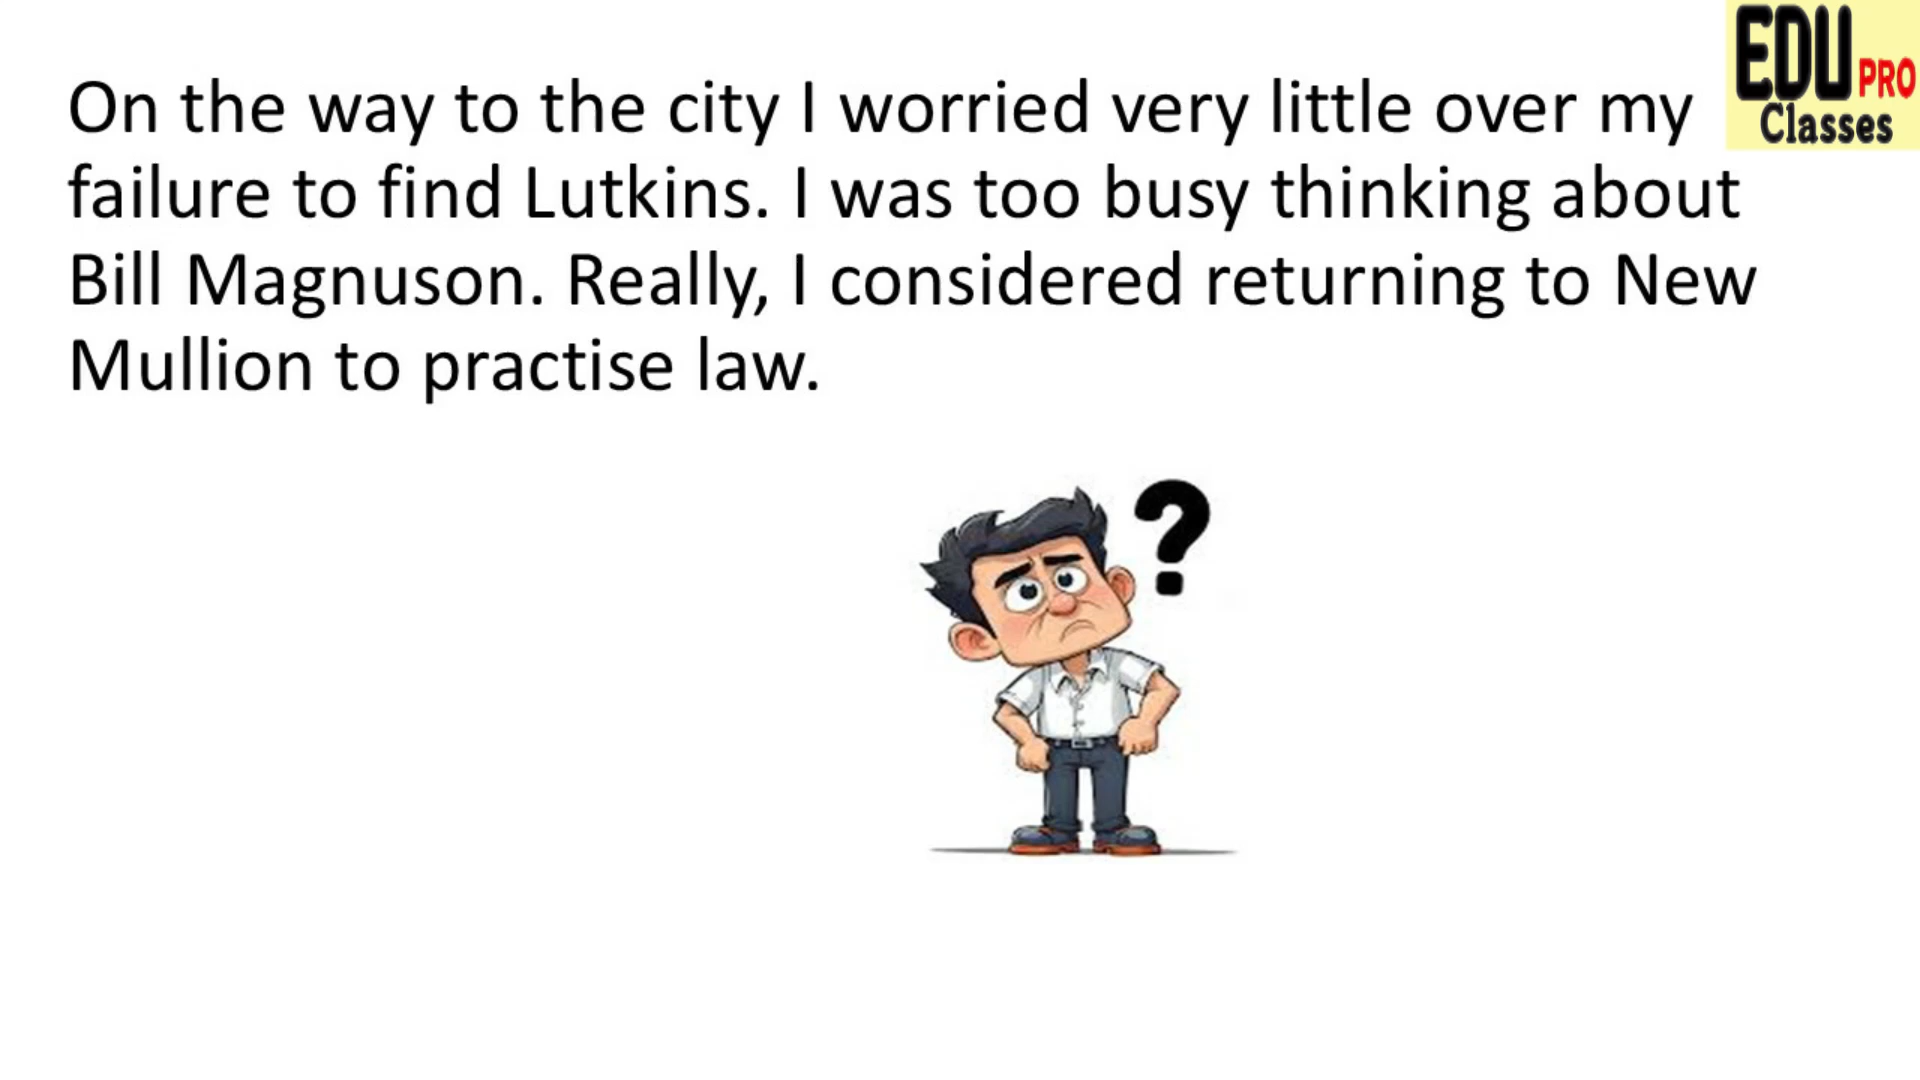 EDU PRO
Classes
On the way to the city I worried very little over my
failure to find Lutkins. I was too busy thinking about
Bill Magnuson. Really, I considered returning to New
Mullion to practise law.
?